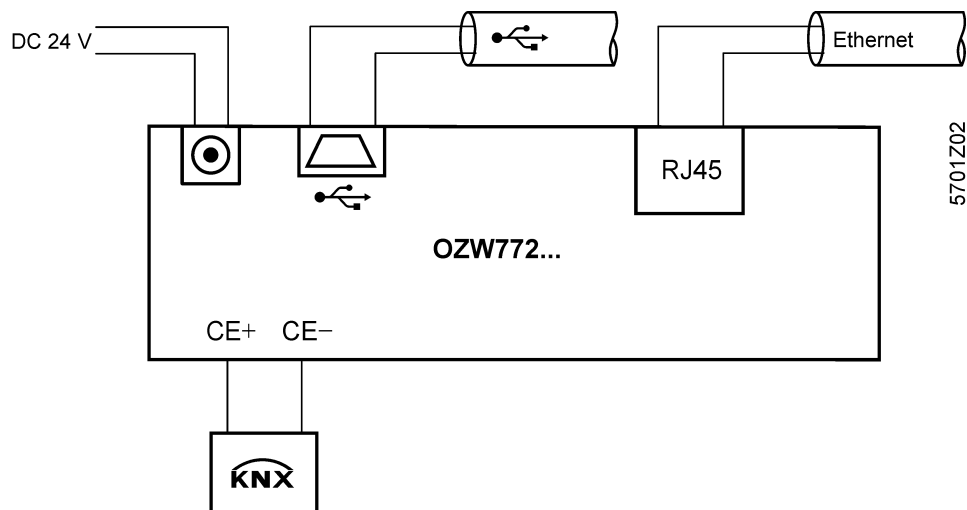 DC 24 V
Ethernet
RJ45
5701Z02
OZW772...
CE+ CE−
KNX